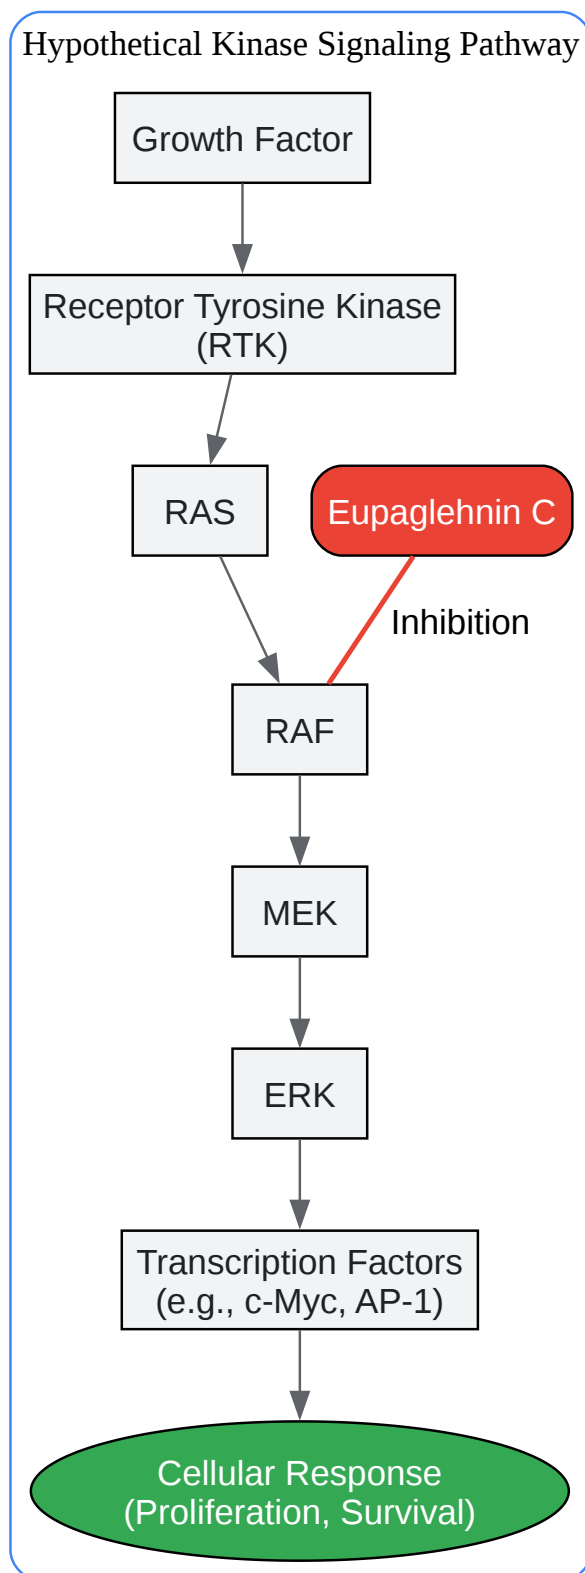 Hypothetical Kinase Signaling Pathway
Growth Factor
Receptor Tyrosine Kinase
(RTK)
RAS
Eupaglehnin C
Inhibition
RAF
MEK
ERK
Transcription Factors
(e.g., c-Myc, AP-1)
Cellular Response
(Proliferation, Survival)